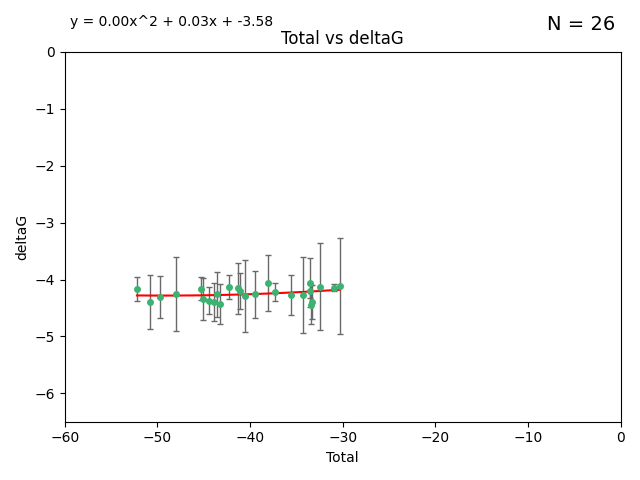 y = 0.00x^2 + 0.03x + -3.58
N = 26
Total vs deltaG
deltaG
0
−1
−2
−3
−4
−5
−6
−60
−50
−40
−30
−20
−10
0
Total